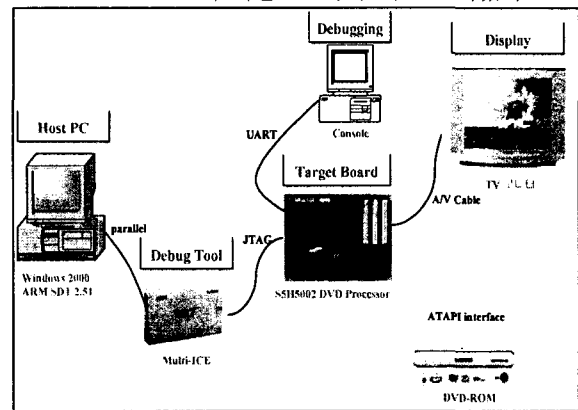 Debugging
Display
Host PC
UART
Console
Target Board
TV
A/V Cable
parallel
Debug Tool
JTAG
Windows 2000
ARM SDT 2.51
S5H5002 DVD Processor
ATAPI interface
Multi-ICE
DVD-ROM